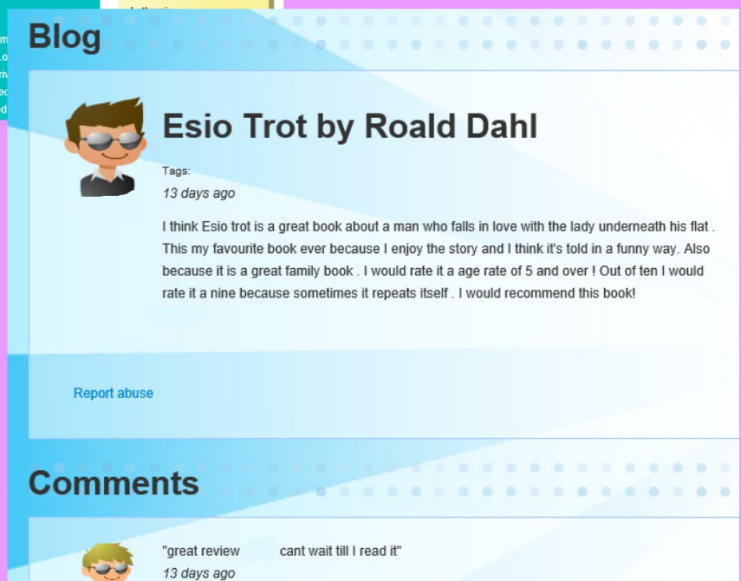 Blog
Esio Trot by Roald Dahl
Tags:
13 days ago
I think Esio trot is a great book about a man who falls in love with the lady underneath his flat .
This my favourite book ever because I enjoy the story and I think it's told in a funny way. Also
because it is a great family book . I would rate it a age rate of 5 and over ! Out of ten I would
rate it a nine because sometimes it repeats itself . I would recommend this book!
Report abuse
Comments
"great review cant wait till I read it"
13 days ago